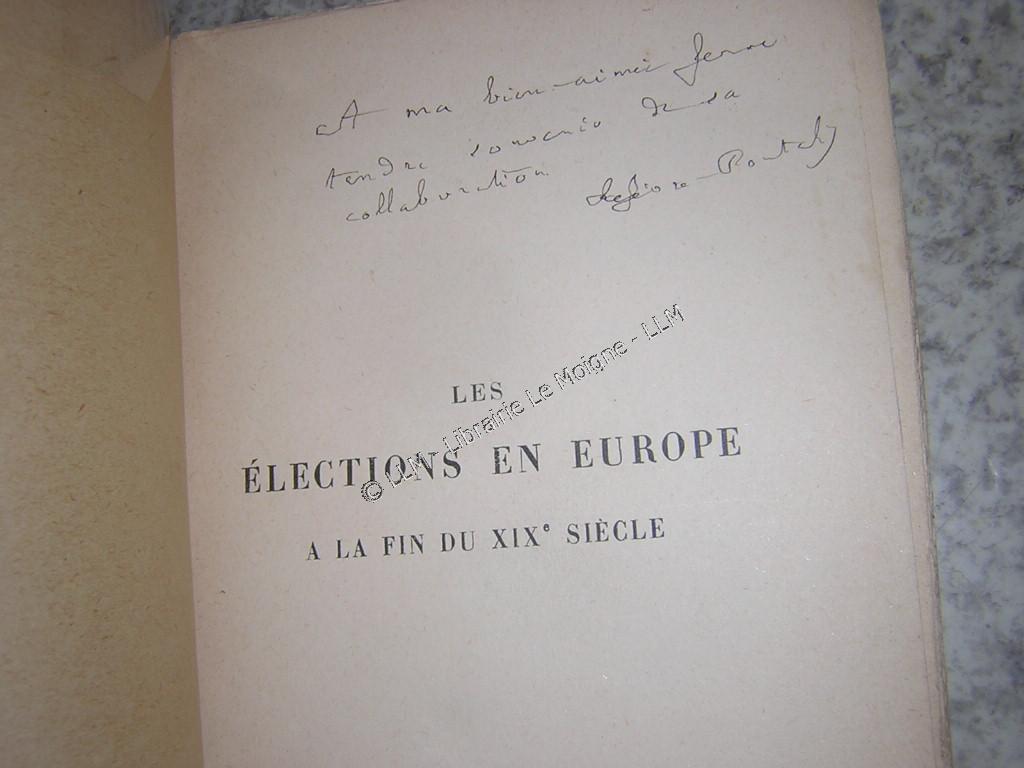 A ma bien-aimée femme
tendre souvenir de sa
collaboration Lefèvre-Pontalis
LES
ÉLECTIONS EN EUROPE
A LA FIN DU XIXe SIÈCLE
© LLM - Librairie Le Moigne - LLM